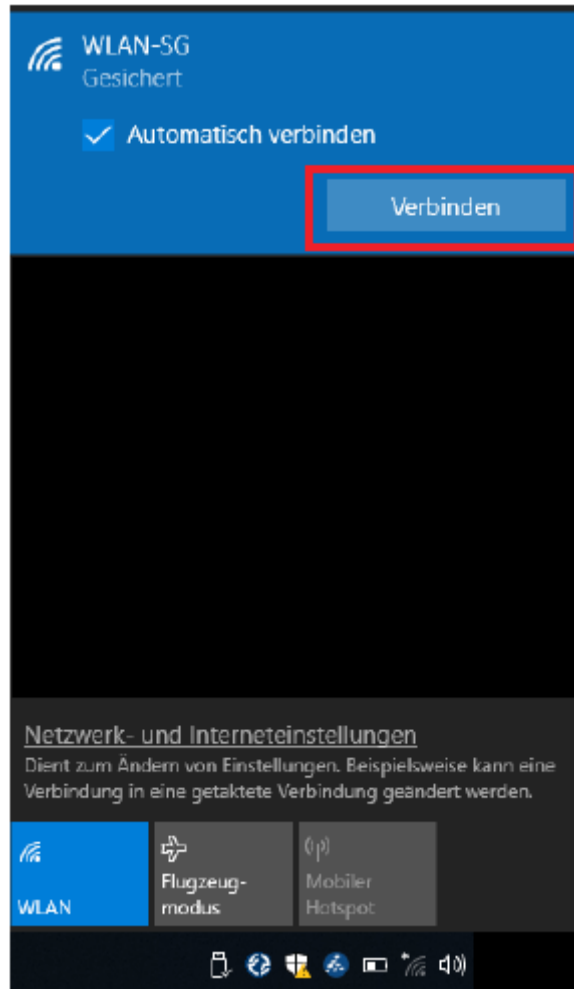 WLAN-SG
Gesichert
Automatisch verbinden
Verbinden
Netzwerk- und Interneteinstellungen
Dient zum Ändern von Einstellungen. Beispielsweise kann eine
Verbindung in eine getaktete Verbindung geändert werden.
WLAN
Flugzeug-
modus
Mobiler
Hotspot